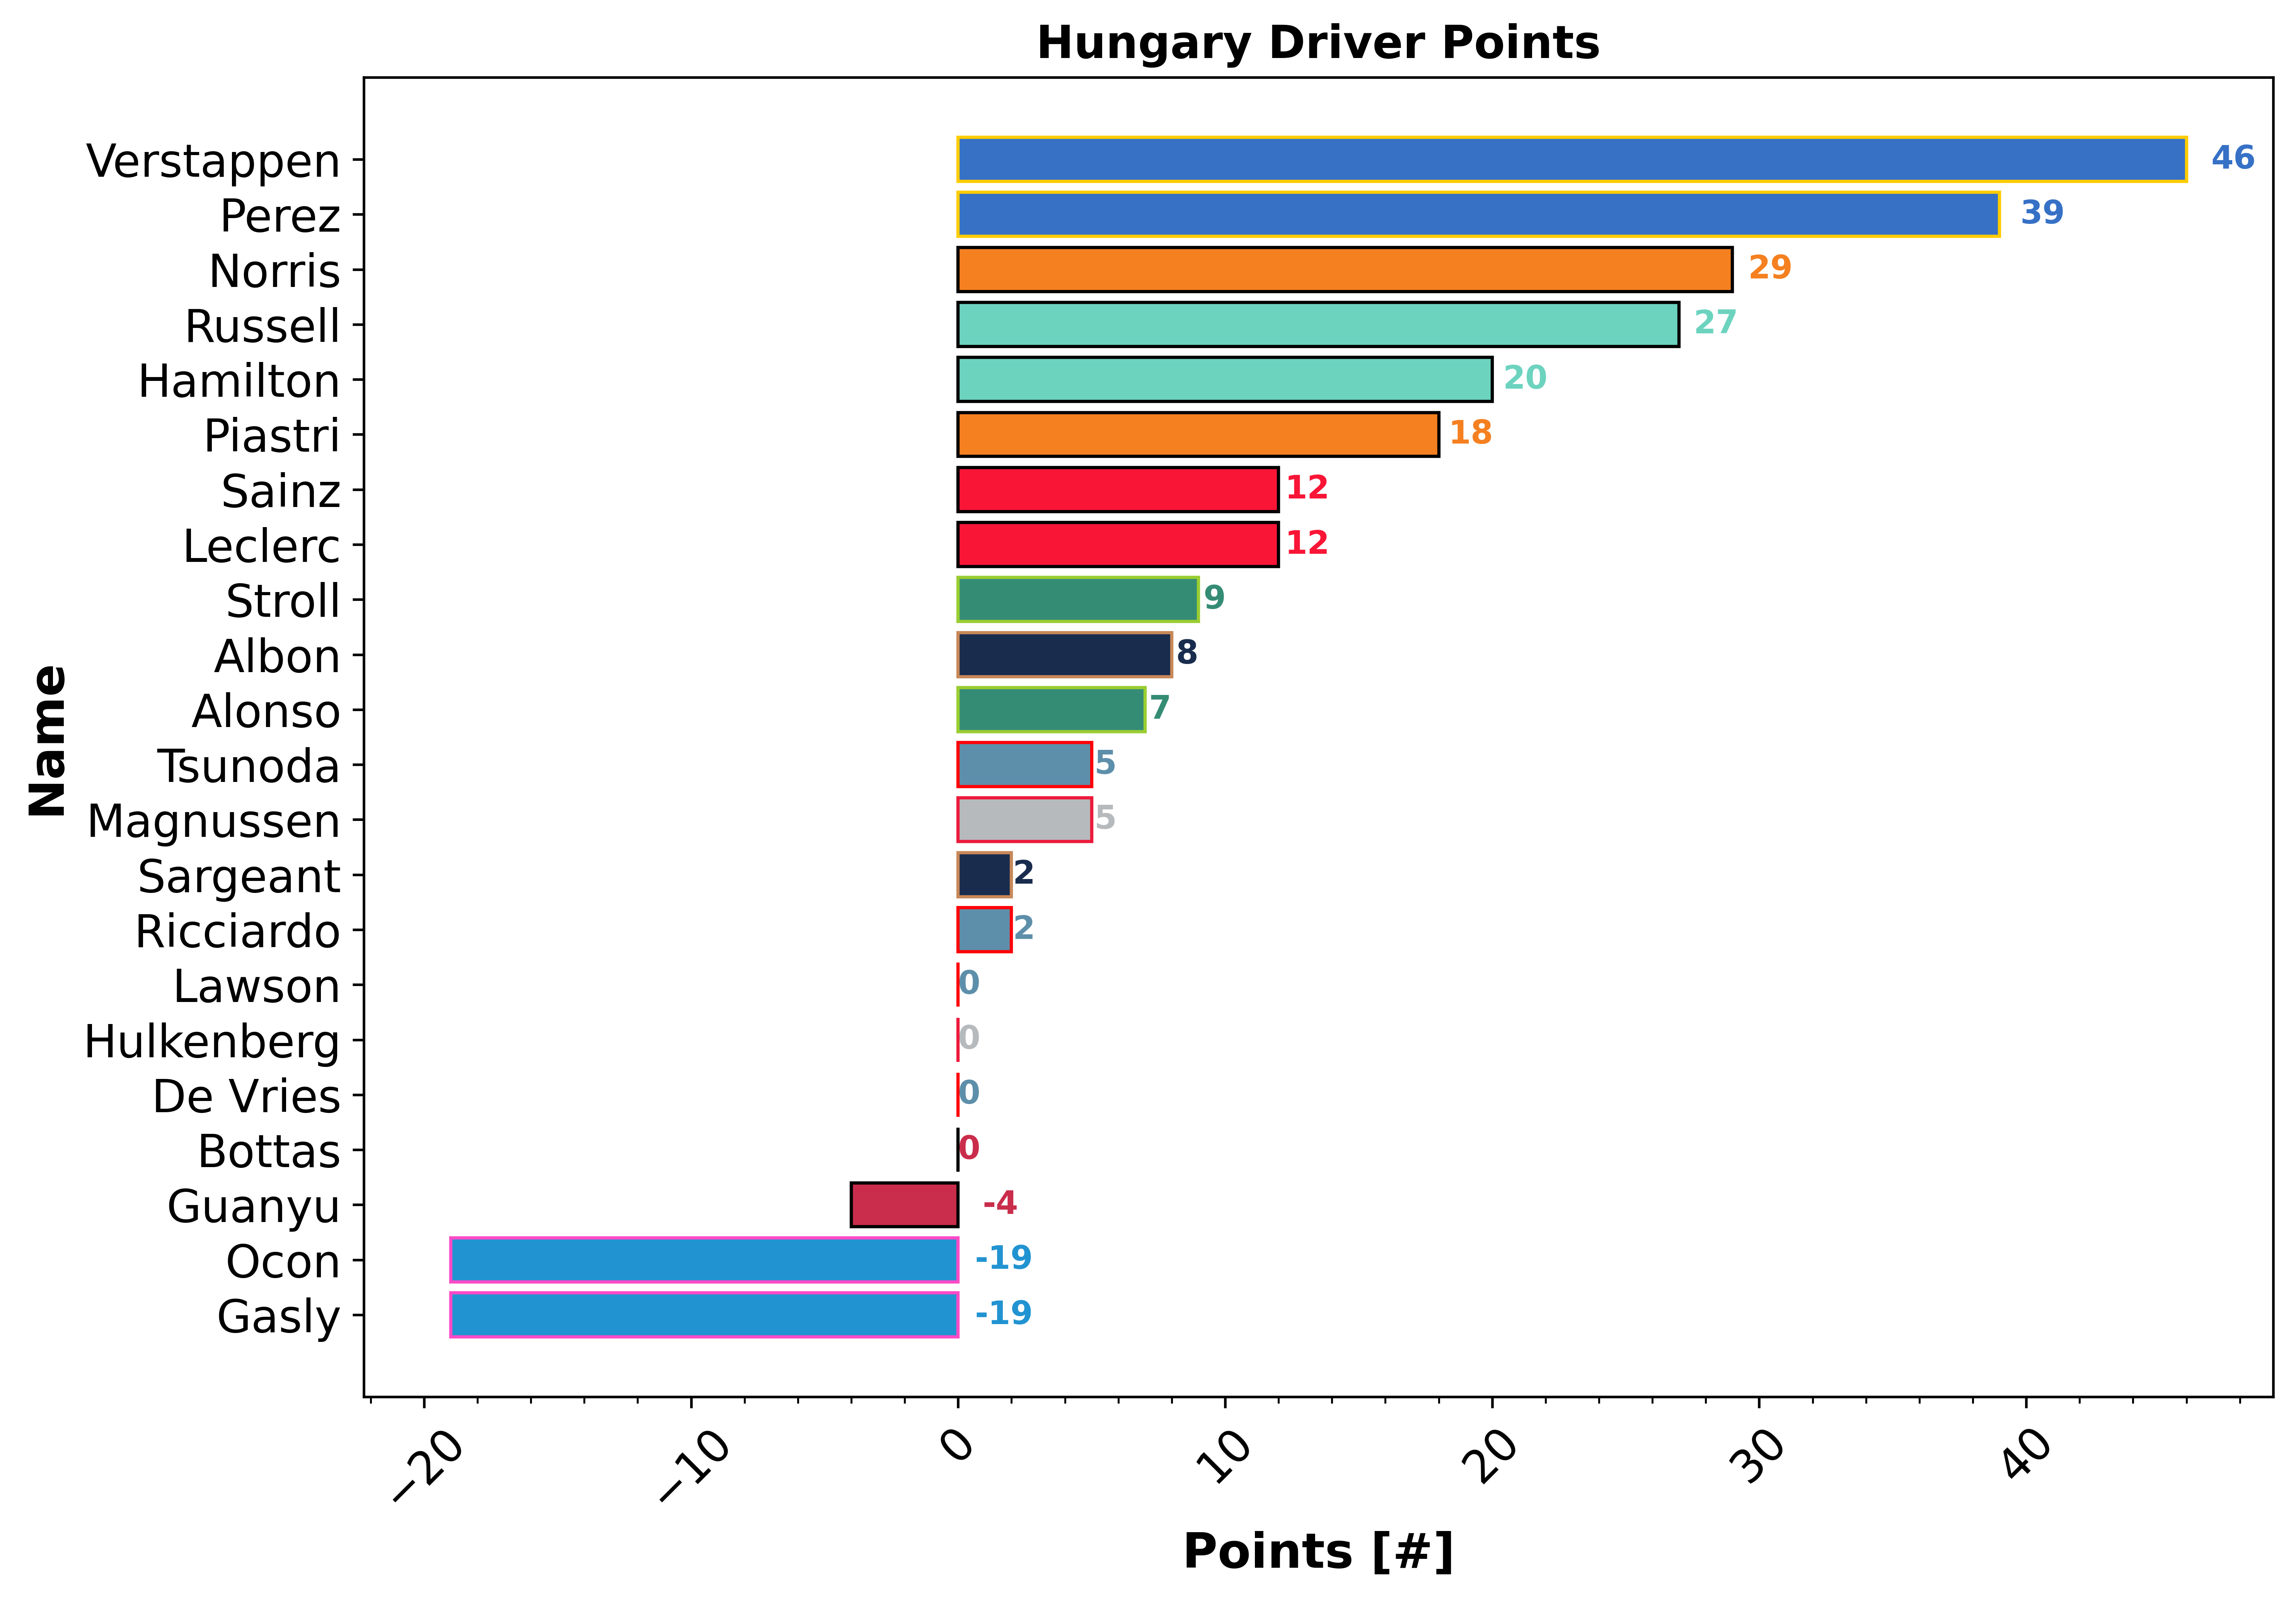 Hungary Driver Points
Name
Verstappen 46
Perez 39
Norris 29
Russell 27
Hamilton 20
Piastri 18
Sainz 12
Leclerc 12
Stroll 9
Albon 8
Alonso 7
Tsunoda 5
Magnussen 5
Sargeant 2
Ricciardo 2
Lawson 0
Hulkenberg 0
De Vries 0
Bottas 0
Guanyu -4
Ocon -19
Gasly -19
−20 −10 0 10 20 30 40
Points [#]